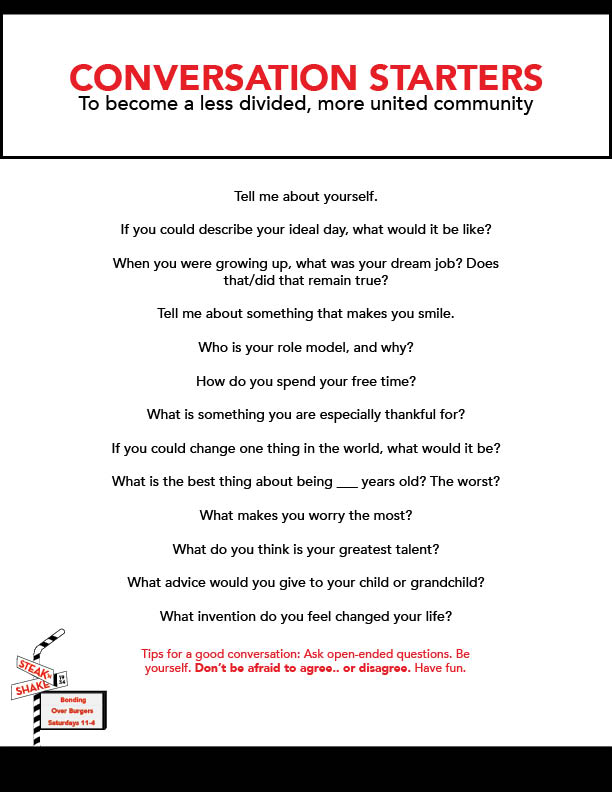 CONVERSATION STARTERS
To become a less divided, more united community
Tell me about yourself.
If you could describe your ideal day, what would it be like?
When you were growing up, what was your dream job? Does
that/did that remain true?
Tell me about something that makes you smile.
Who is your role model, and why?
How do you spend your free time?
What is something you are especially thankful for?
If you could change one thing in the world, what would it be?
What is the best thing about being ___ years old? The worst?
What makes you worry the most?
What do you think is your greatest talent?
What advice would you give to your child or grandchild?
What invention do you feel changed your life?
Tips for a good conversation: Ask open-ended questions. Be
yourself. Don't be afraid to agree.. or disagree. Have fun.
STEAK N
SHAKE
19
34
Bonding
Over Burgers
Saturdays 11-4